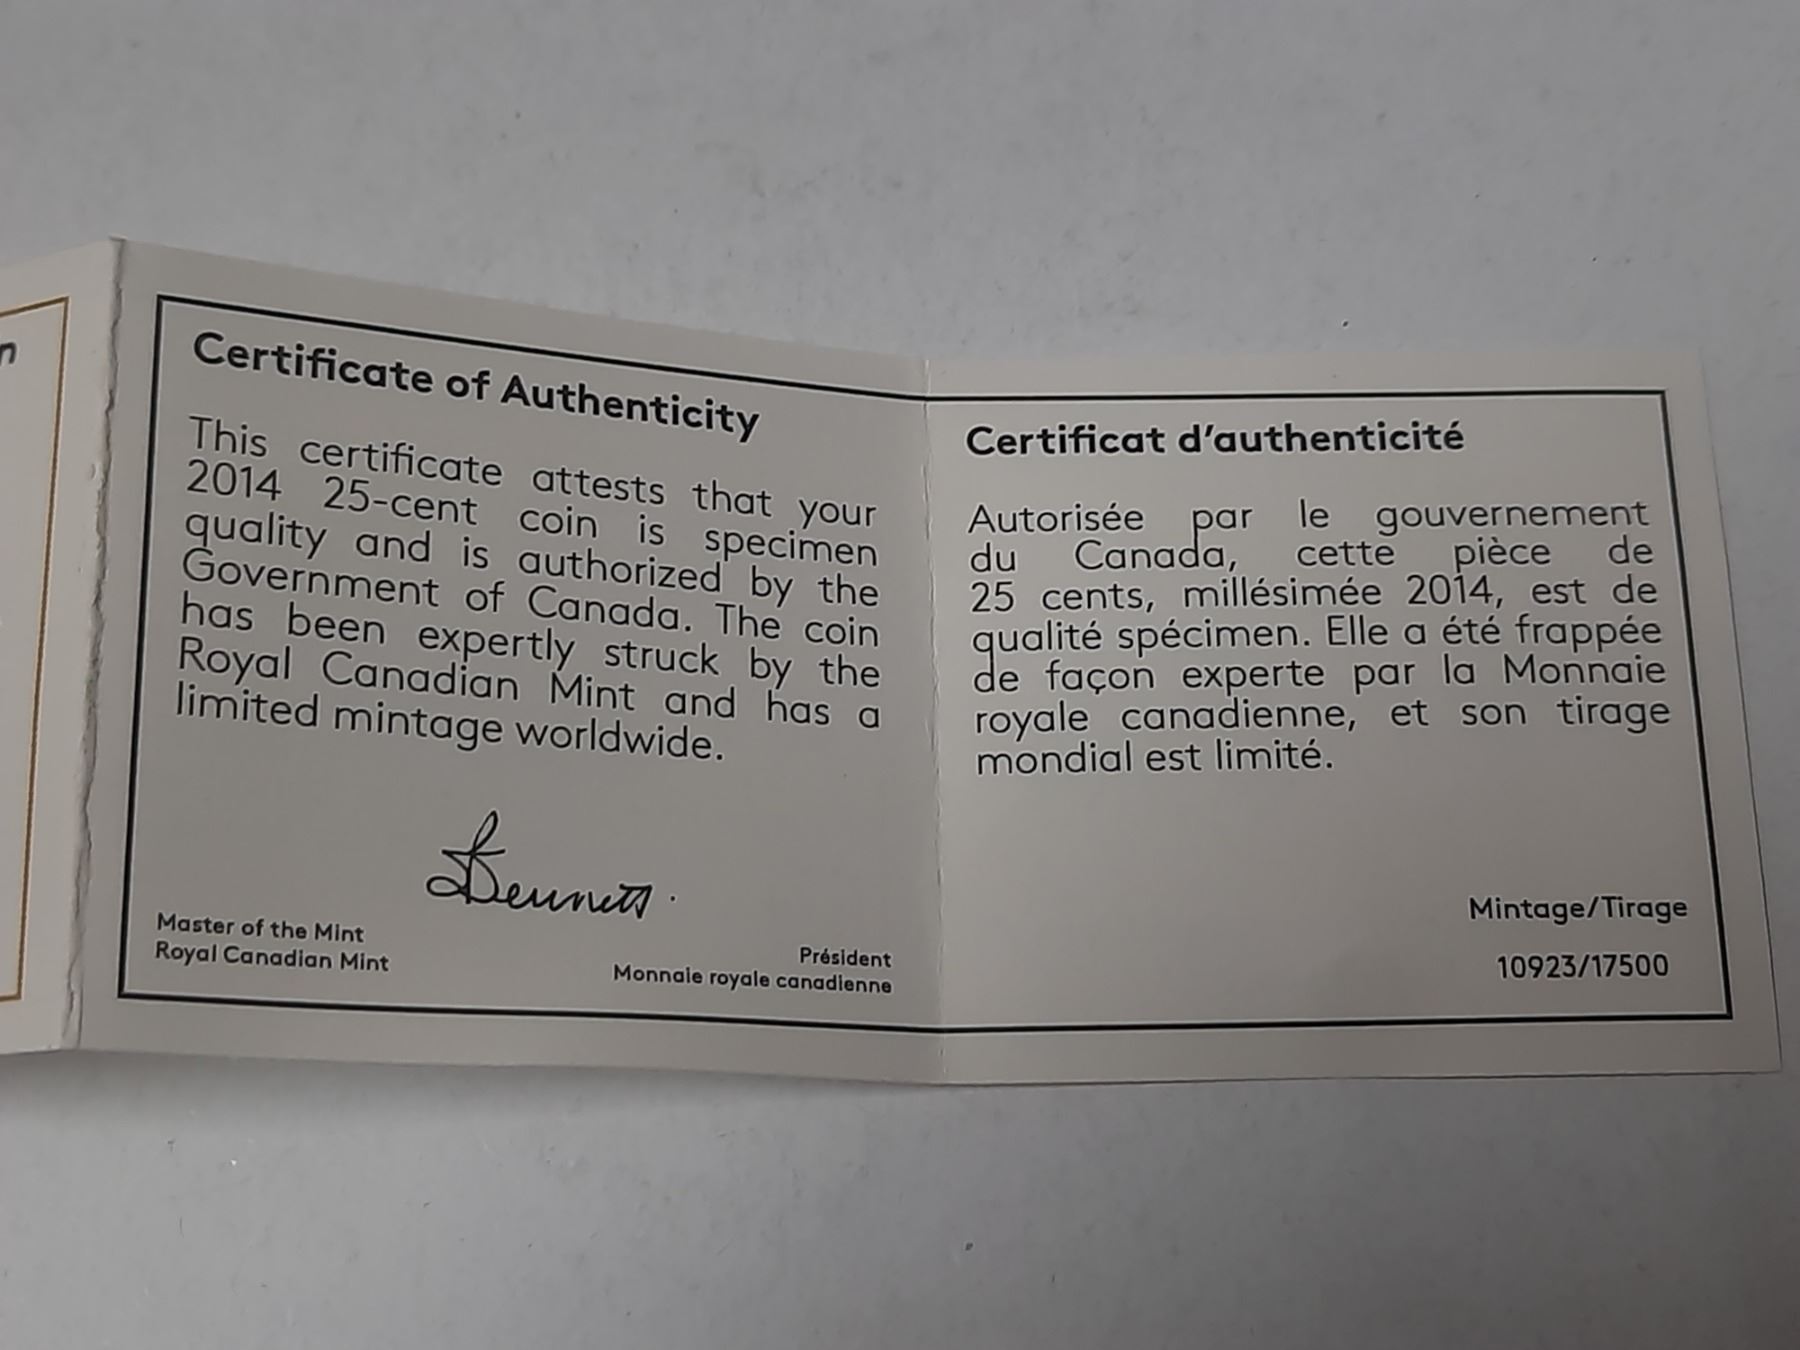 n
Certificate of Authenticity
This certificate attests that your
2014 25-cent coin is specimen
quality and is authorized by the
Government of Canada. The coin
has been expertly struck by the
Royal Canadian Mint and has a
limited mintage worldwide.
Bennett
Master of the Mint
Royal Canadian Mint
Président
Monnaie royale canadienne
Certificat d'authenticité
Autorisée par le gouvernement
du Canada, cette pièce de
25 cents, millésimée 2014, est de
qualité spécimen. Elle a été frappée
de façon experte par la Monnaie
royale canadienne, et son tirage
mondial est limité.
Mintage/Tirage
10923/17500